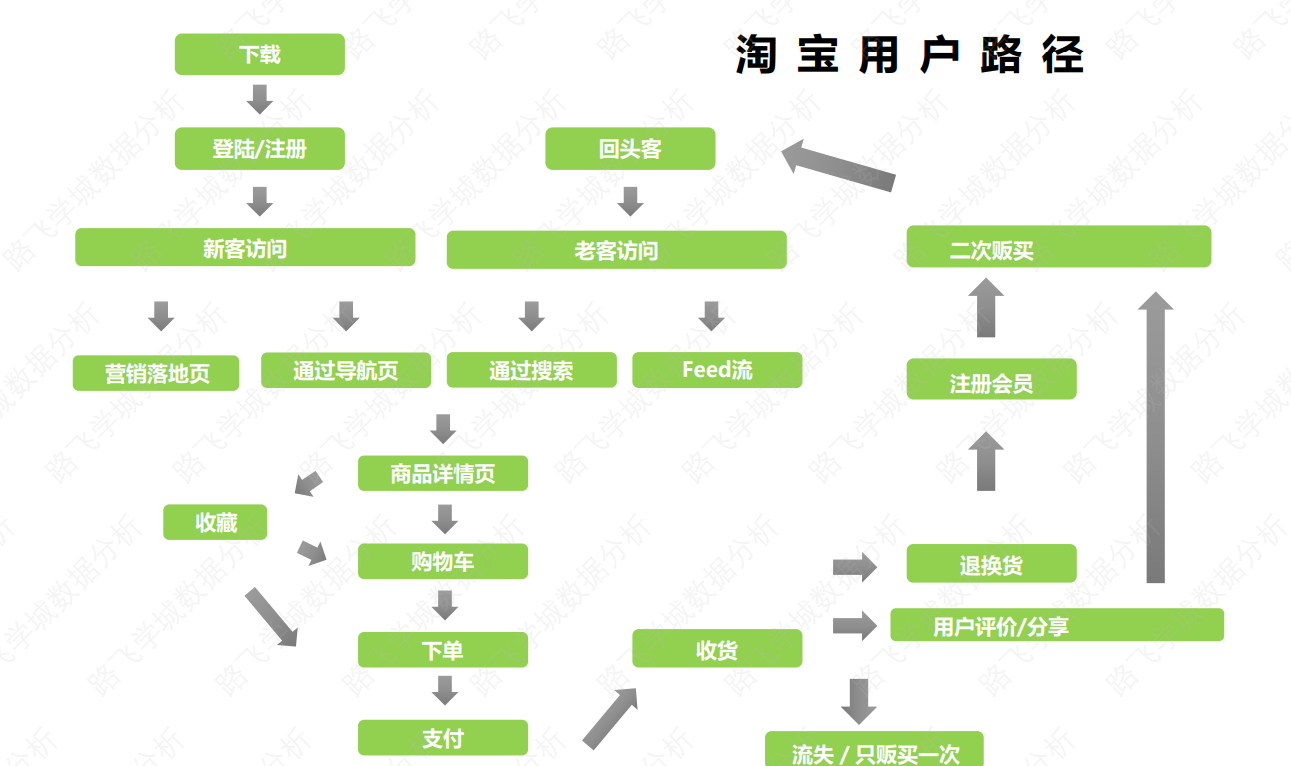 淘宝用户路径
下载
登陆/注册
回头客
新客访问
老客访问
二次贩买
营销落地页
通过导航页
通过搜索
Feed流
注册会员
商品详情页
收藏
购物车
退换货
用户评价/分享
下单
收货
支付
流失 / 只贩买一次
路飞学城数据分析